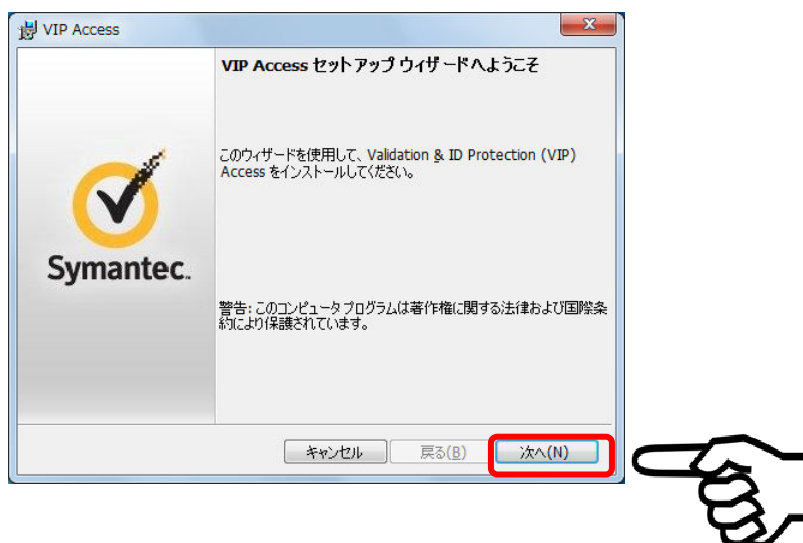 VIP Access
VIP Access セットアップ ウィザードへようこそ
このウィザードを使用して、Validation & ID Protection (VIP)
Access をインストールしてください。
Symantec.
警告: このコンピュータ プログラムは著作権に関する法律および国際条
約により保護されています。
キャンセル 戻る(B) 次へ(N)